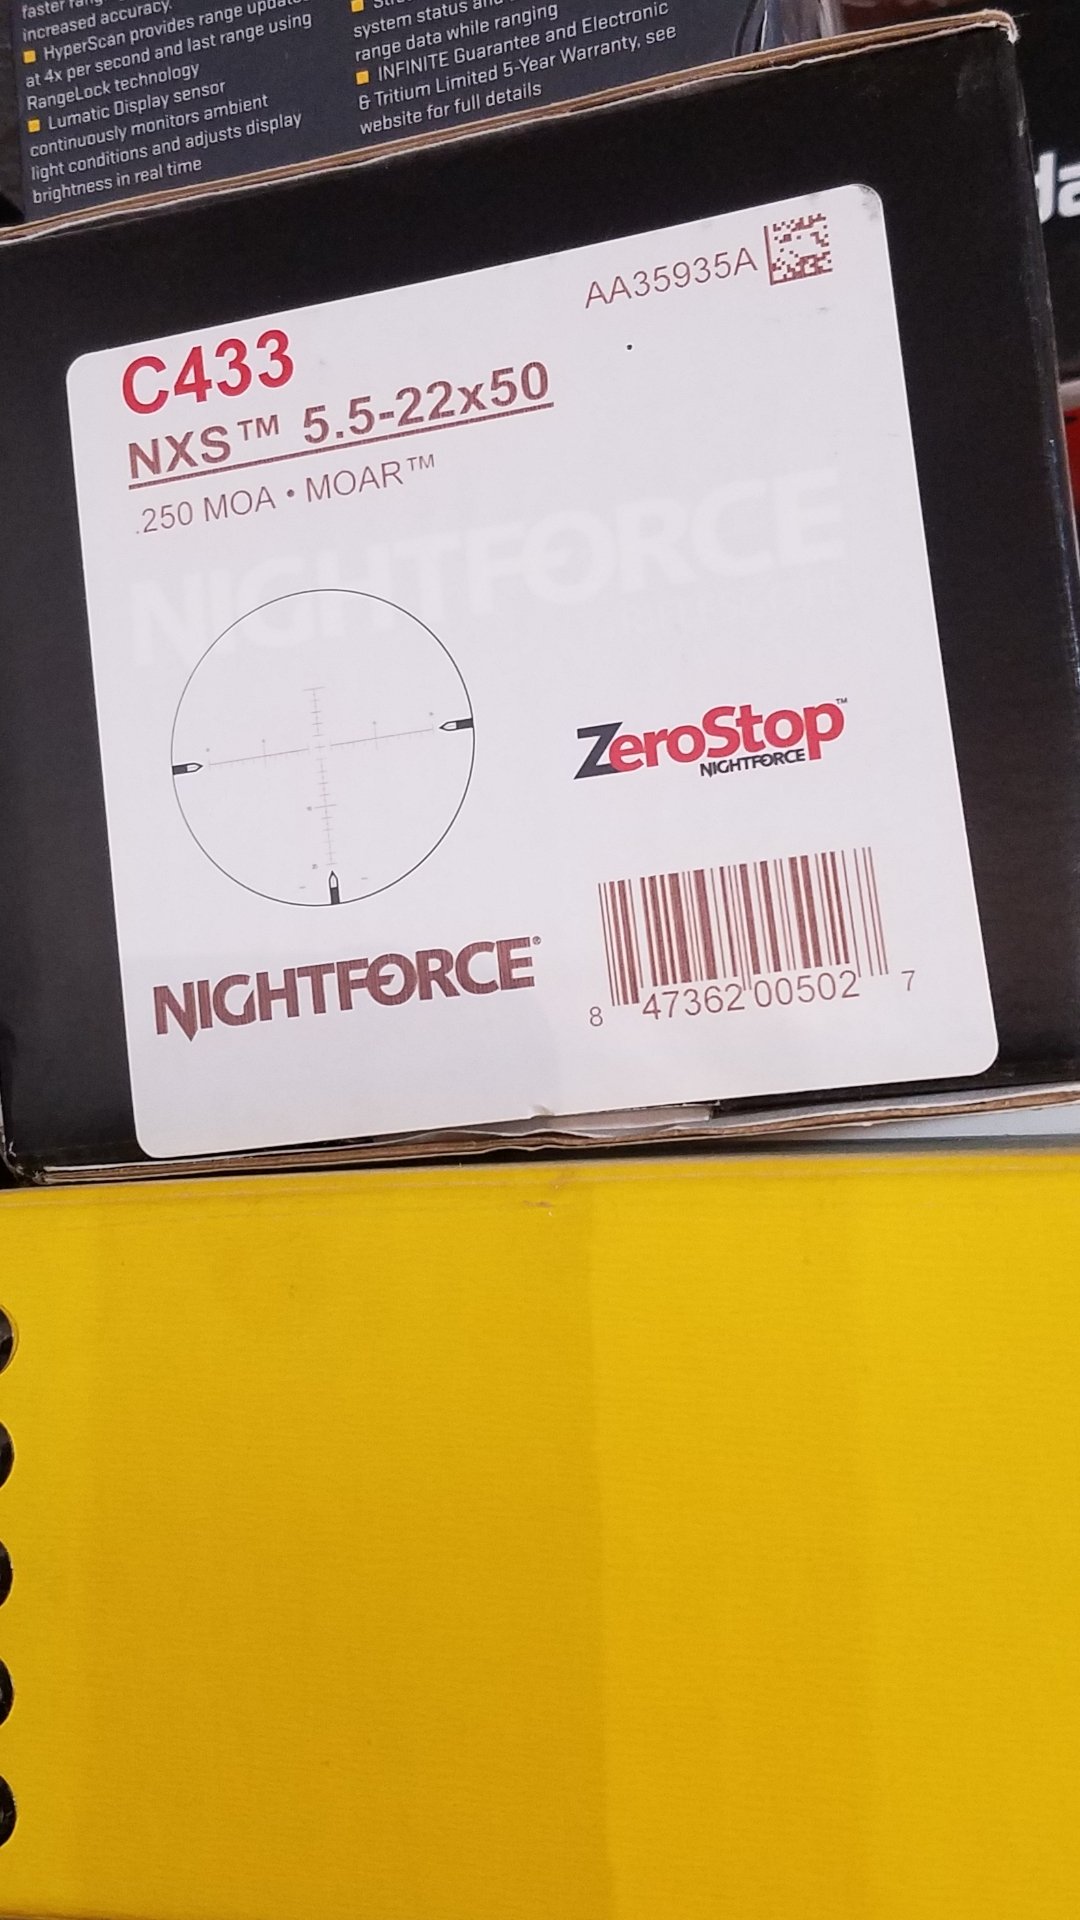 increased accuracy.
HyperScan provides range
at 4x per second and last range using
RangeLock technology
Lumatic Display sensor
continuously monitors ambient
light conditions and adjusts display
brightness in real time
system status and
range data while ranging
INFINITE Guarantee and Electronic
& Tritium Limited 5-Year Warranty, see
website for full details
AA35935A
C433
NXS™ 5.5-22x50
.250 MOA • MOAR™
NIGHTFORCE
ZeroStop™
NIGHTFORCE
NIGHTFORCE®
8 47362 00502 7